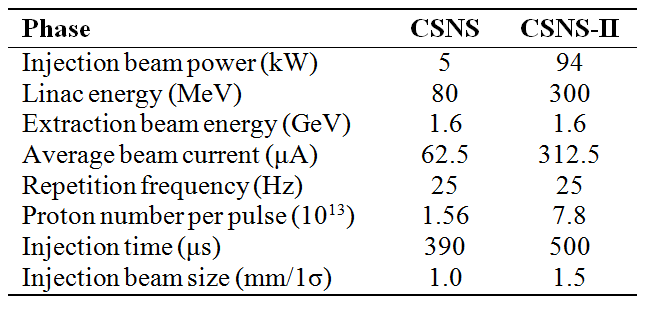 Phase CSNS CSNS-II
Injection beam power (kW) 5 94
Linac energy (MeV) 80 300
Extraction beam energy (GeV) 1.6 1.6
Average beam current (μA) 62.5 312.5
Repetition frequency (Hz) 25 25
Proton number per pulse (10¹³) 1.56 7.8
Injection time (μs) 390 500
Injection beam size (mm/1σ) 1.0 1.5